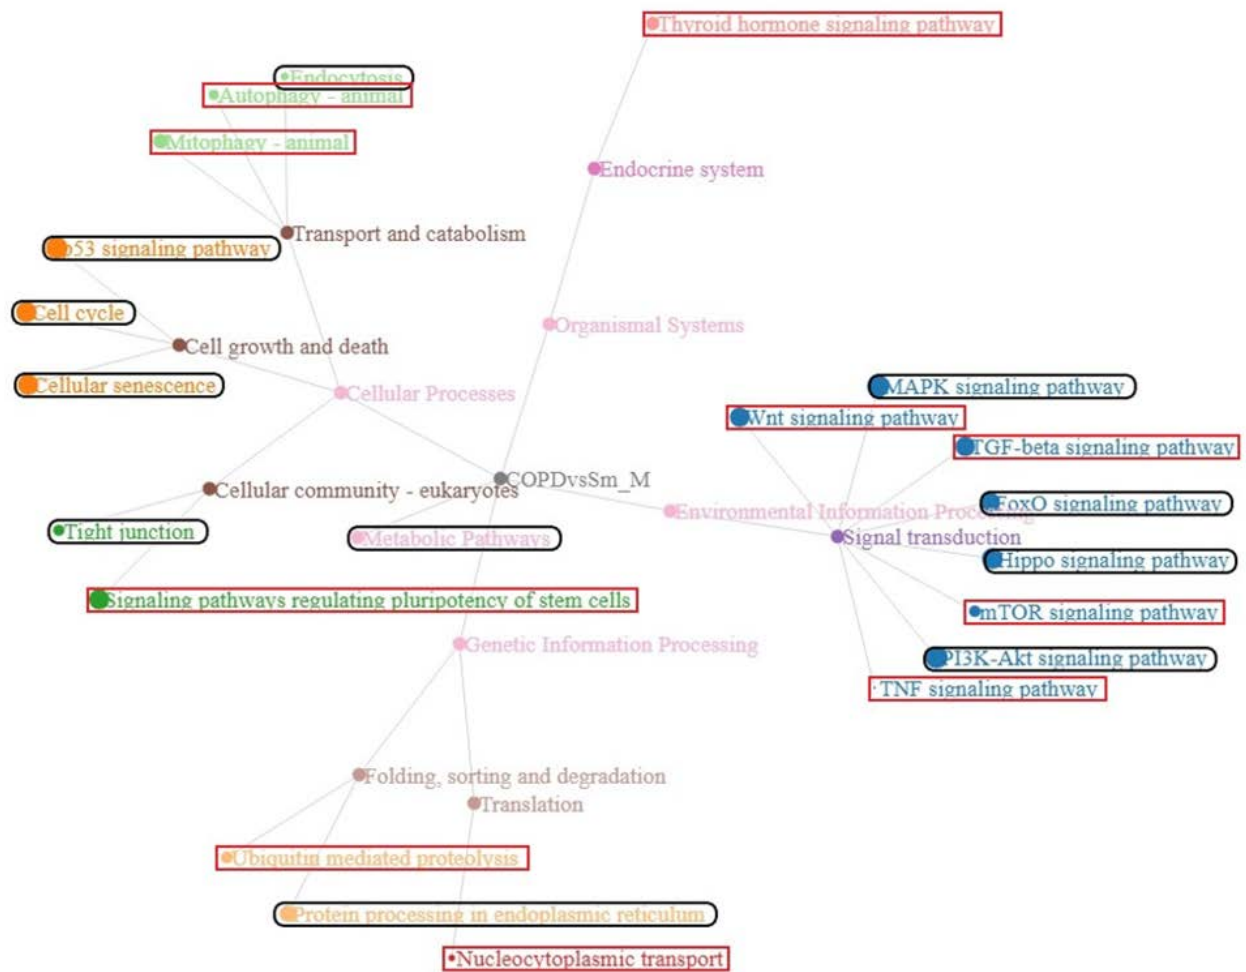 Thyroid hormone signaling pathway
Endocytosis
Autophagy - animal
Mitophagy - animal
Endocrine system
Transport and catabolism
p53 signaling pathway
Cell cycle
Organismal Systems
Cell growth and death
Cellular senescence
Cellular Processes
MAPK signaling pathway
Wnt signaling pathway
TGF-beta signaling pathway
COPDvsSm_M
Cellular community - eukaryotes
FoxO signaling pathway
Environmental Information Processing
Tight junction
Metabolic Pathways
Signal transduction
Hippo signaling pathway
Signaling pathways regulating pluripotency of stem cells
mTOR signaling pathway
Genetic Information Processing
PI3K-Akt signaling pathway
TNF signaling pathway
Folding, sorting and degradation
Translation
Ubiquitin mediated proteolysis
Protein processing in endoplasmic reticulum
Nucleocytoplasmic transport